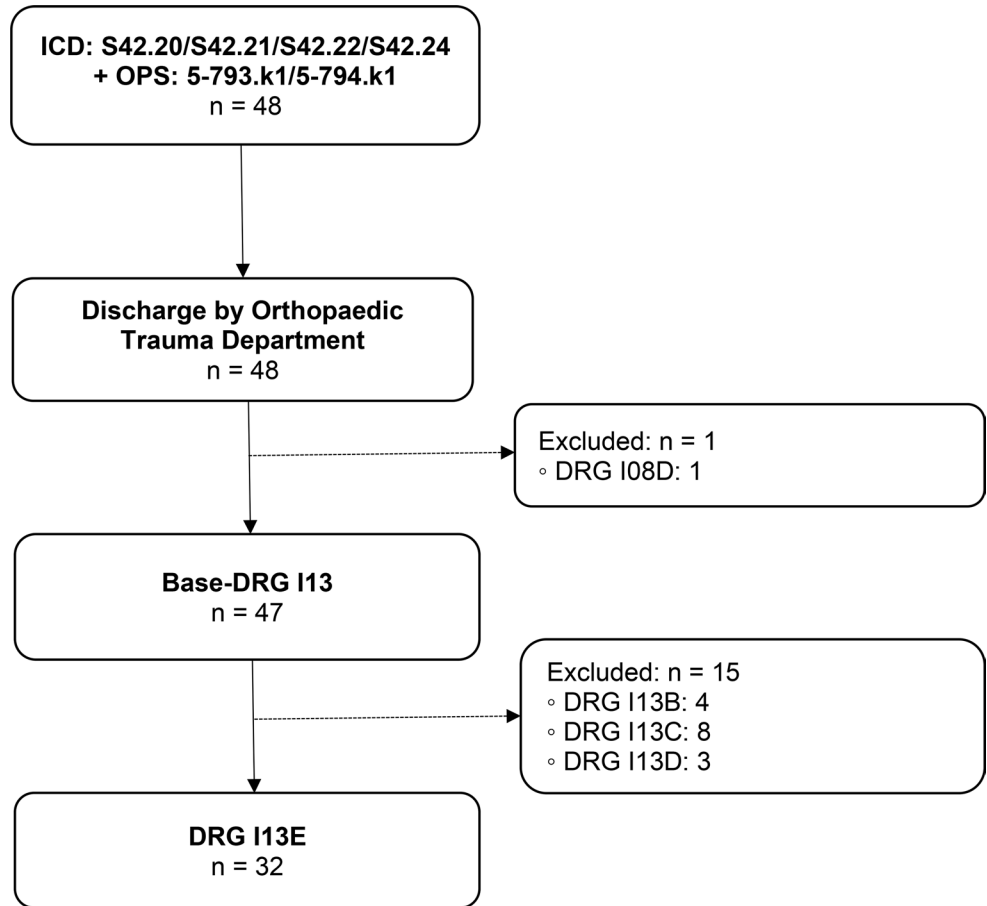 ICD: S42.20/S42.21/S42.22/S42.24
+ OPS: 5-793.k1/5-794.k1
n = 48
Discharge by Orthopaedic
Trauma Department
n = 48
Excluded: n = 1
◦ DRG I08D: 1
Base-DRG I13
n = 47
Excluded: n = 15
◦ DRG I13B: 4
◦ DRG I13C: 8
◦ DRG I13D: 3
DRG I13E
n = 32